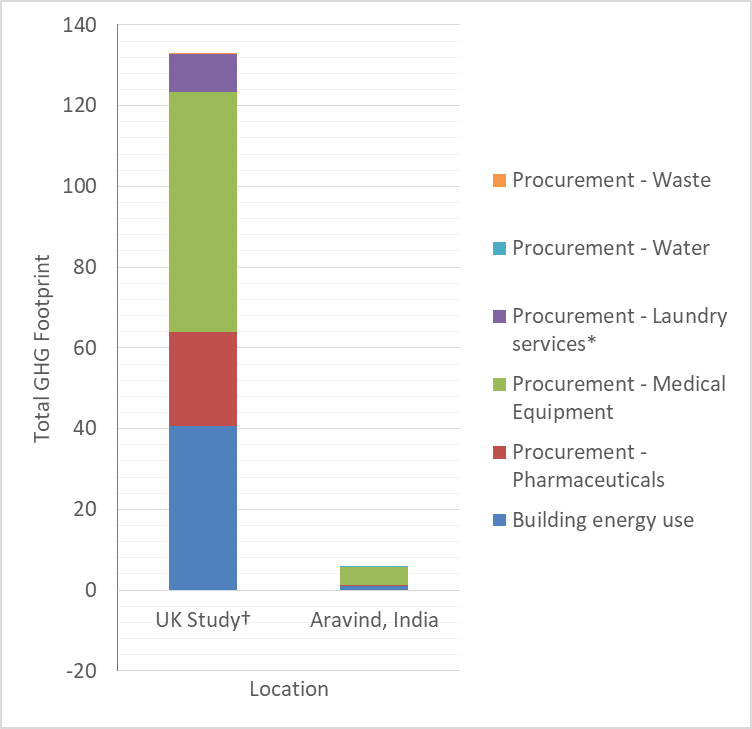 140
120
100
80
60
40
20
0
-20
Total GHG Footprint
UK Study†
Aravind, India
Location
Procurement - Waste
Procurement - Water
Procurement - Laundry
services*
Procurement - Medical
Equipment
Procurement -
Pharmaceuticals
Building energy use